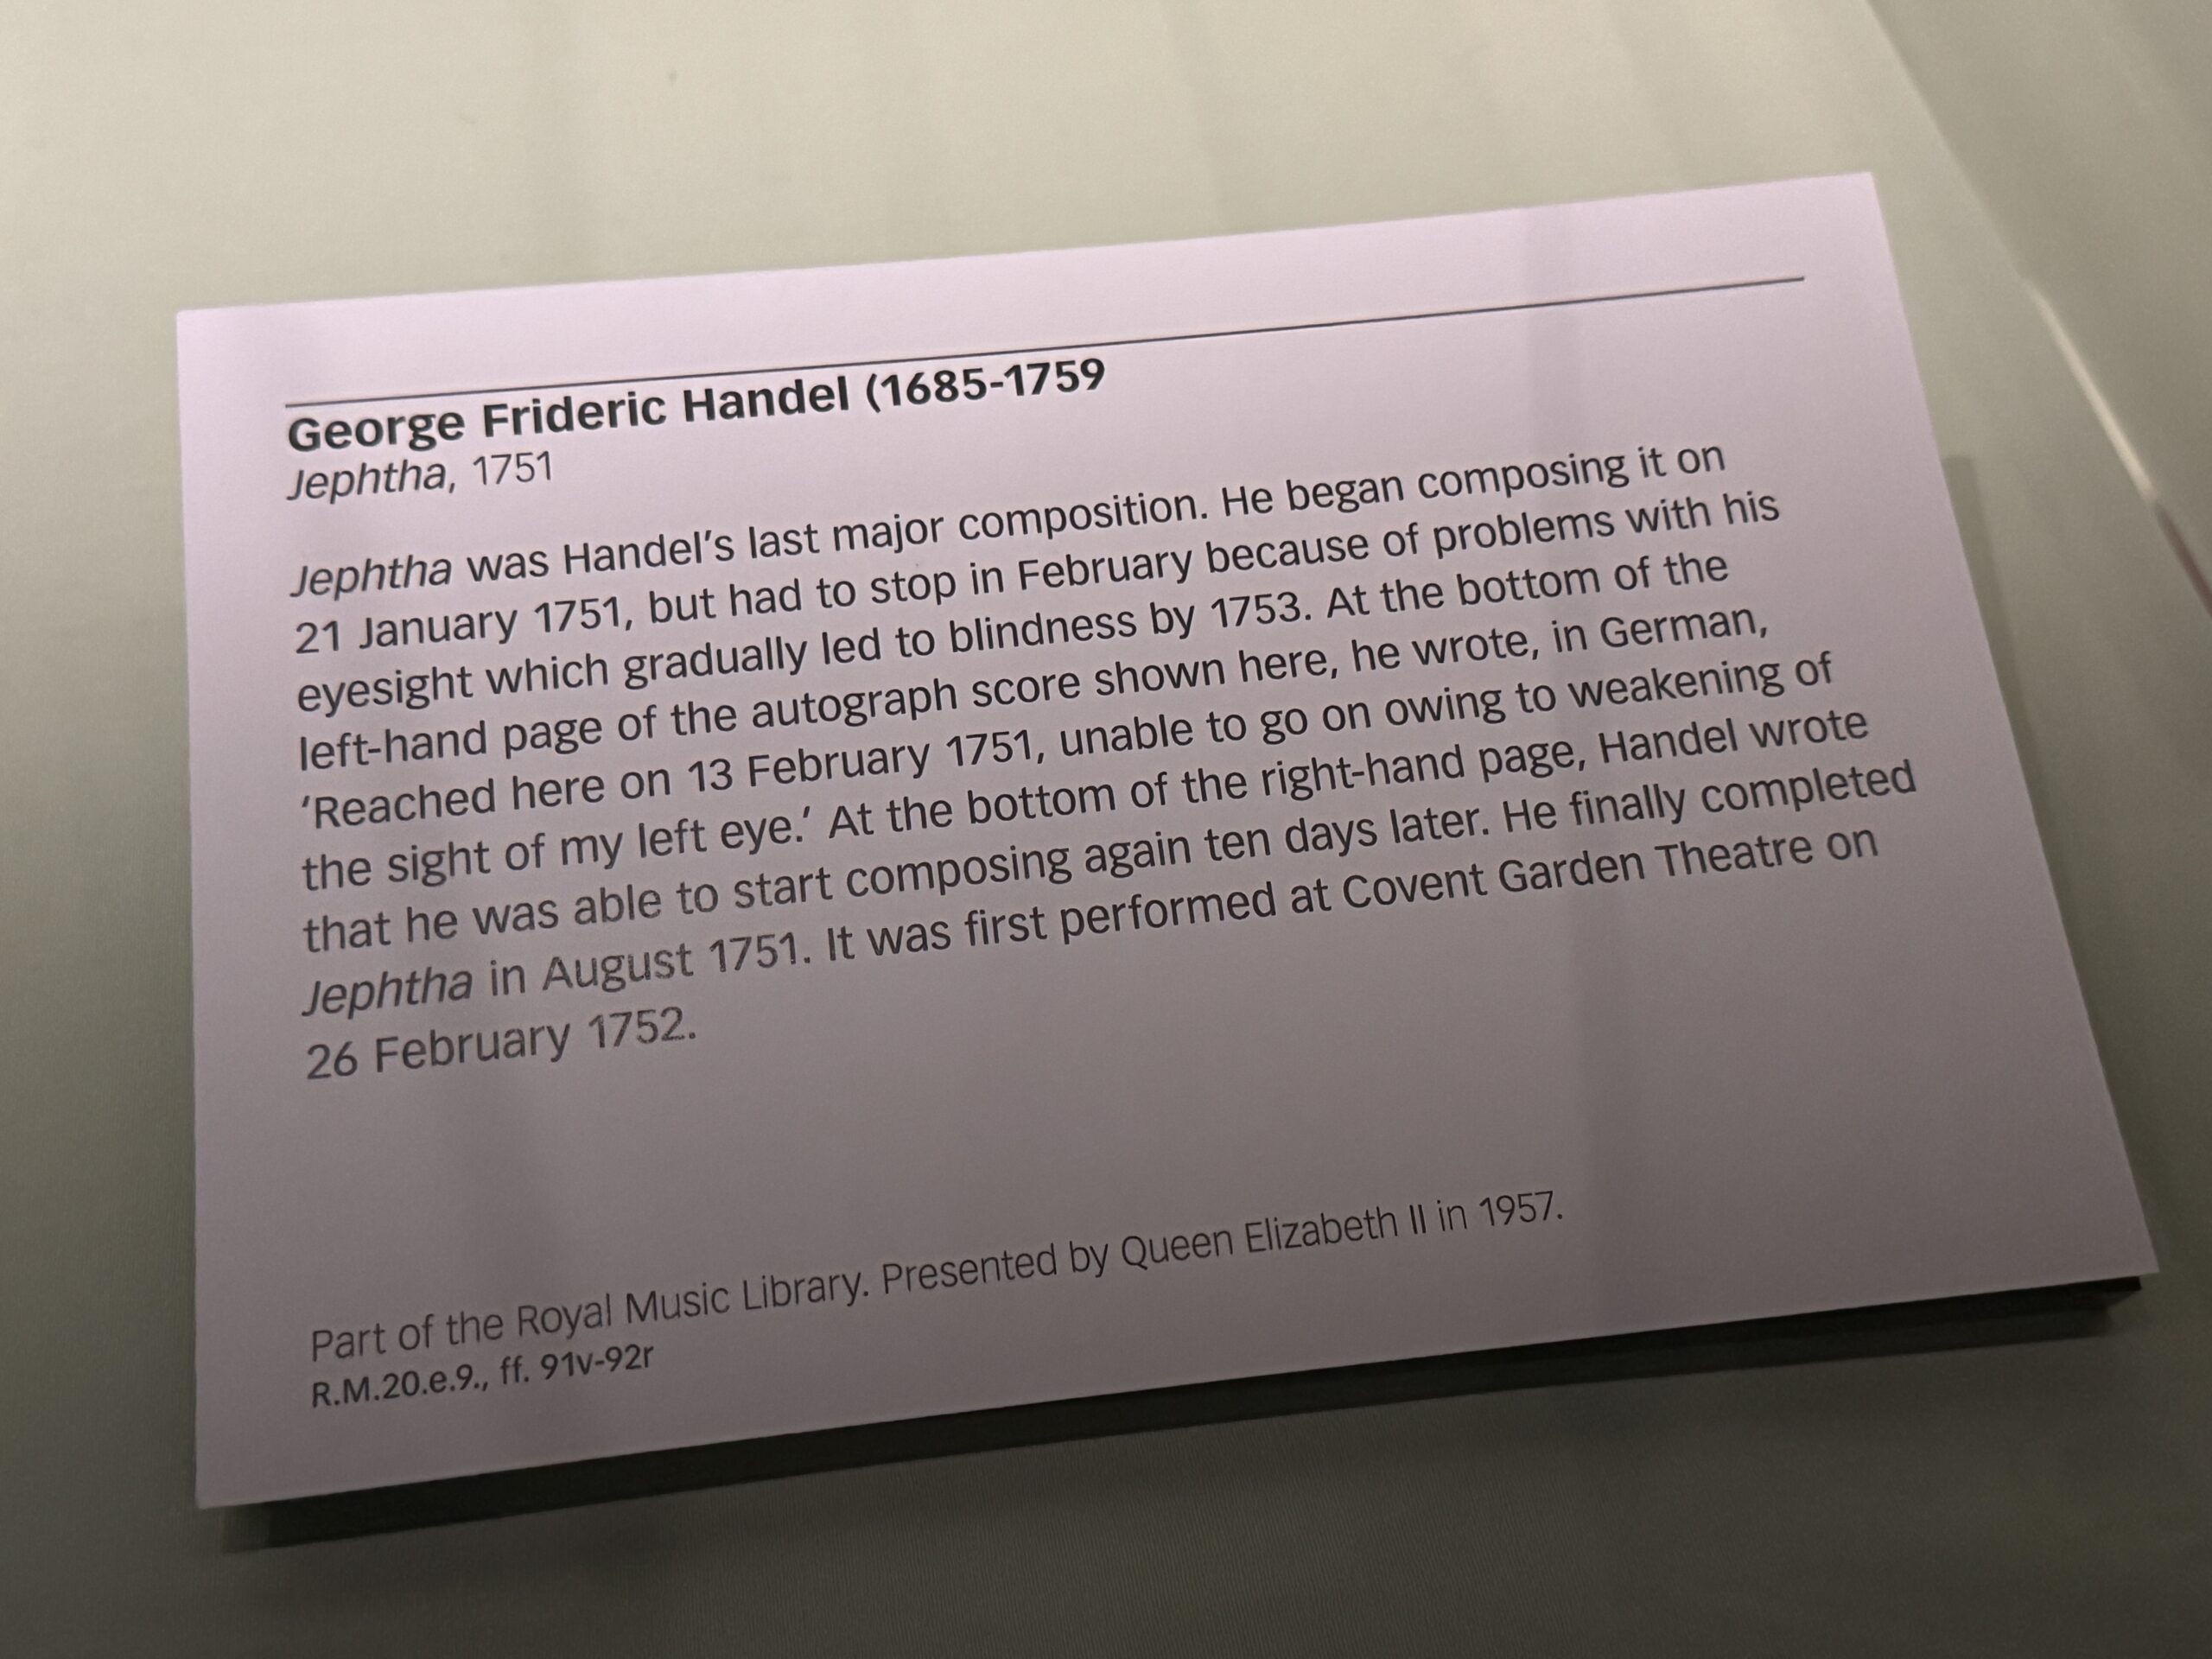 George Frideric Handel (1685-1759
Jephtha, 1751
Jephtha was Handel’s last major composition. He began composing it on
21 January 1751, but had to stop in February because of problems with his
eyesight which gradually led to blindness by 1753. At the bottom of the
left-hand page of the autograph score shown here, he wrote, in German,
‘Reached here on 13 February 1751, unable to go on owing to weakening of
the sight of my left eye.’ At the bottom of the right-hand page, Handel wrote
that he was able to start composing again ten days later. He finally completed
Jephtha in August 1751. It was first performed at Covent Garden Theatre on
26 February 1752.
Part of the Royal Music Library. Presented by Queen Elizabeth II in 1957.
R.M.20.e.9., ff. 91v-92r